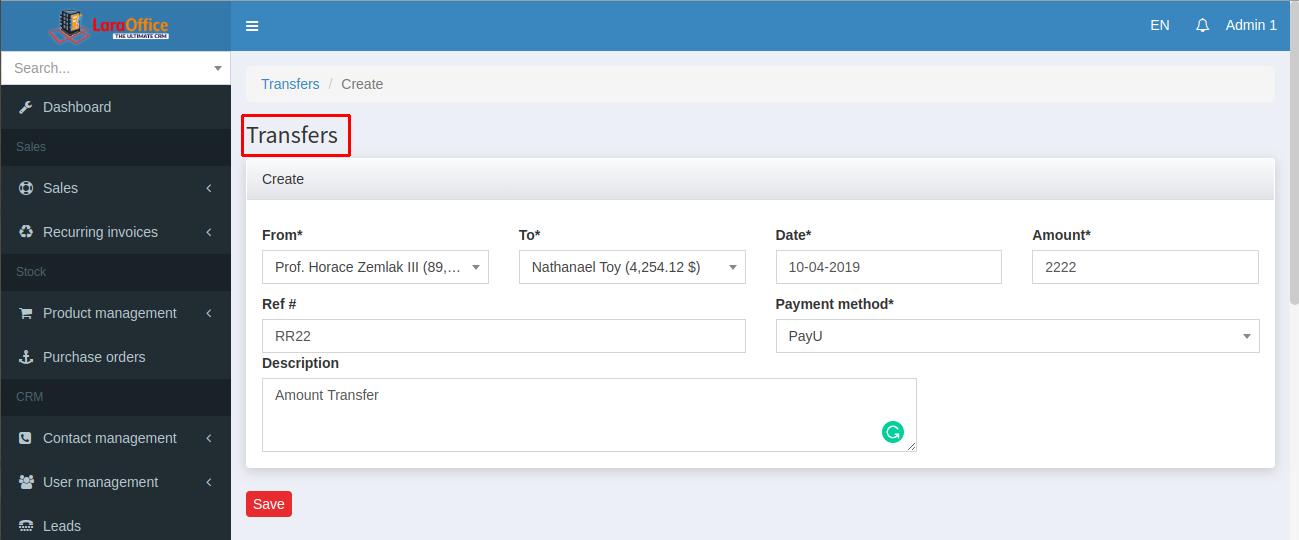 LaraOffice
THE ULTIMATE CRM
EN
Admin 1
Search...
Dashboard
Sales
Sales
Recurring invoices
Stock
Product management
Purchase orders
CRM
Contact management
User management
Leads
Transfers / Create
Transfers
Create
From* To* Date* Amount*
Prof. Horace Zemlak III (89,... Nathanael Toy (4,254.12 $) 10-04-2019 2222
Ref # Payment method*
RR22 PayU
Description
Amount Transfer
Save